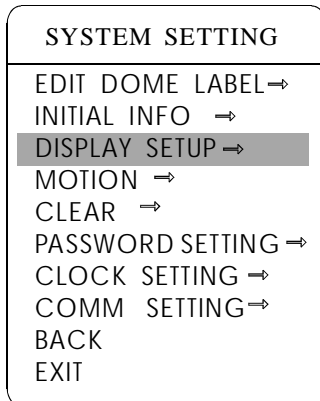 SYSTEM SETTING
EDIT DOME LABEL⇒
INITIAL INFO ⇒
DISPLAY SETUP⇒
MOTION ⇒
CLEAR ⇒
PASSWORD SETTING ⇒
CLOCK SETTING ⇒
COMM SETTING⇒
BACK
EXIT